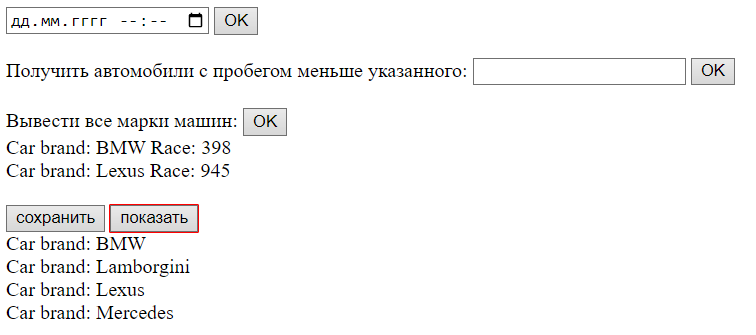 дд.мм.гггг --:-- OK
Получить автомобили с пробегом меньше указанного: OK
Вывести все марки машин: OK
Car brand: BMW Race: 398
Car brand: Lexus Race: 945
сохранить показать
Car brand: BMW
Car brand: Lamborgini
Car brand: Lexus
Car brand: Mercedes